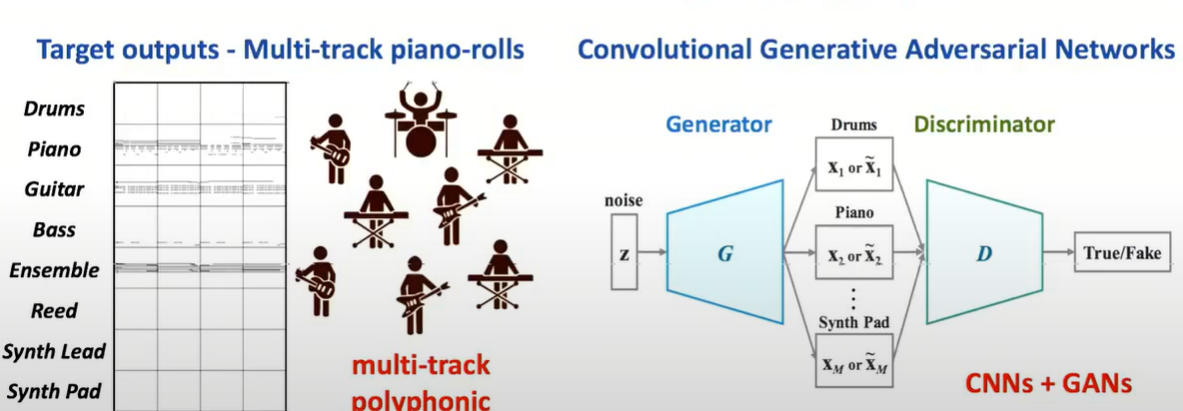 Target outputs - Multi-track piano-rolls
Drums
Piano
Guitar
Bass
Ensemble
Reed
Synth Lead
Synth Pad
multi-track
polyphonic
Convolutional Generative Adversarial Networks
Generator
Discriminator
noise
z
G
Drums
x₁ or x̃₁
Piano
x₂ or x̃₂
⋮
Synth Pad
x_M or x̃_M
D
True/Fake
CNNs + GANs